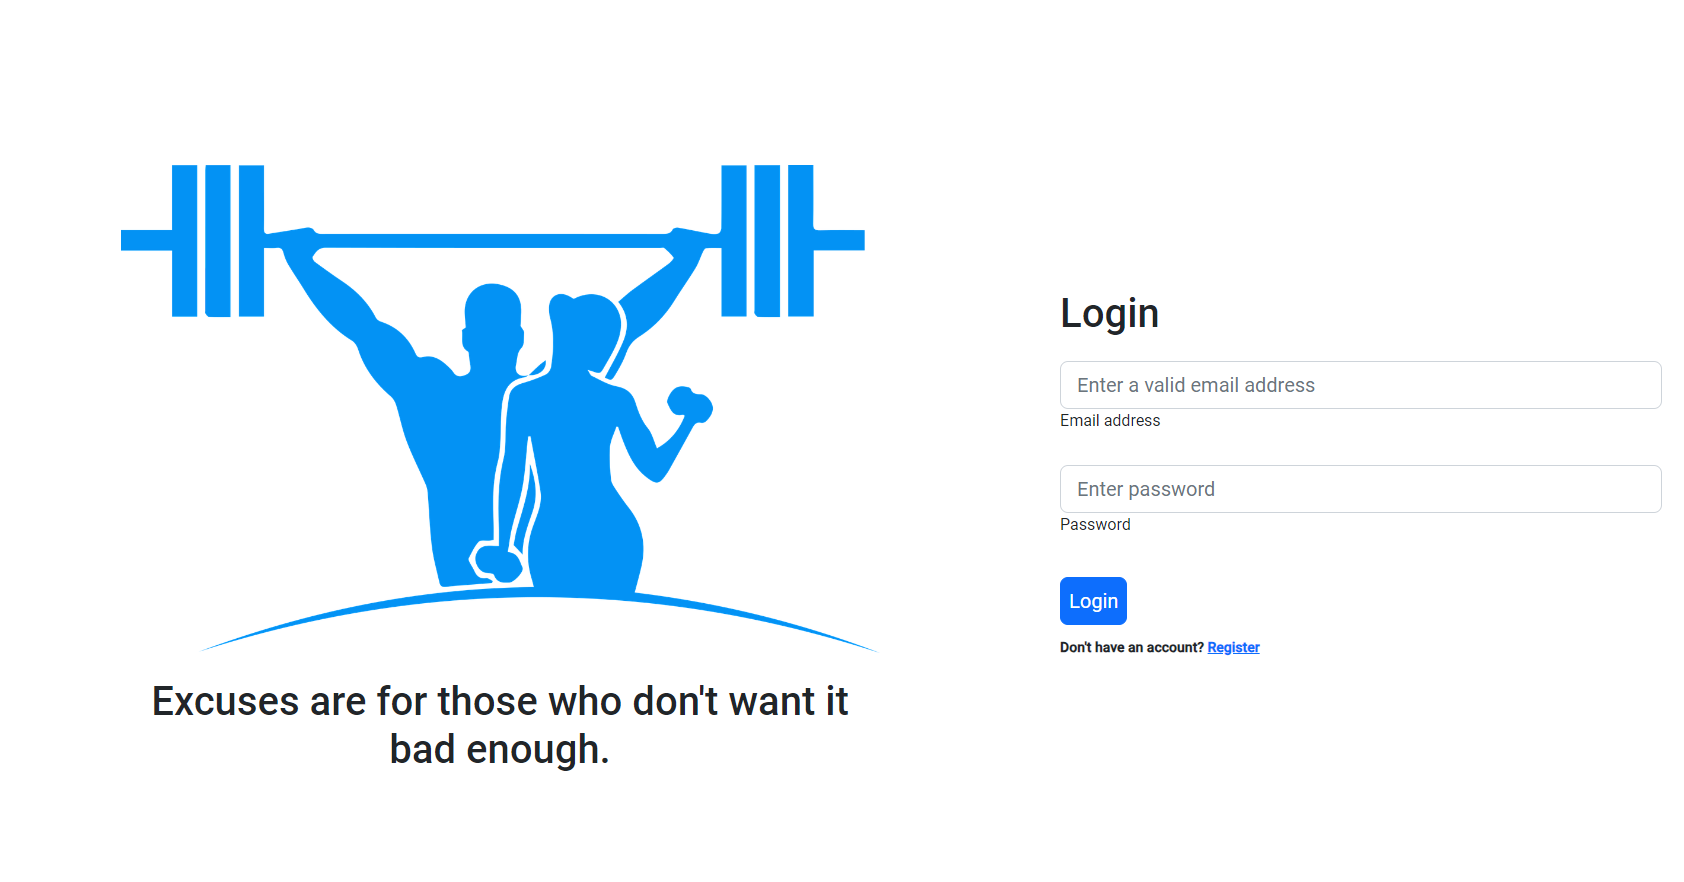 Excuses are for those who don't want it
bad enough.
Login
Enter a valid email address
Email address
Enter password
Password
Login
Don't have an account? Register